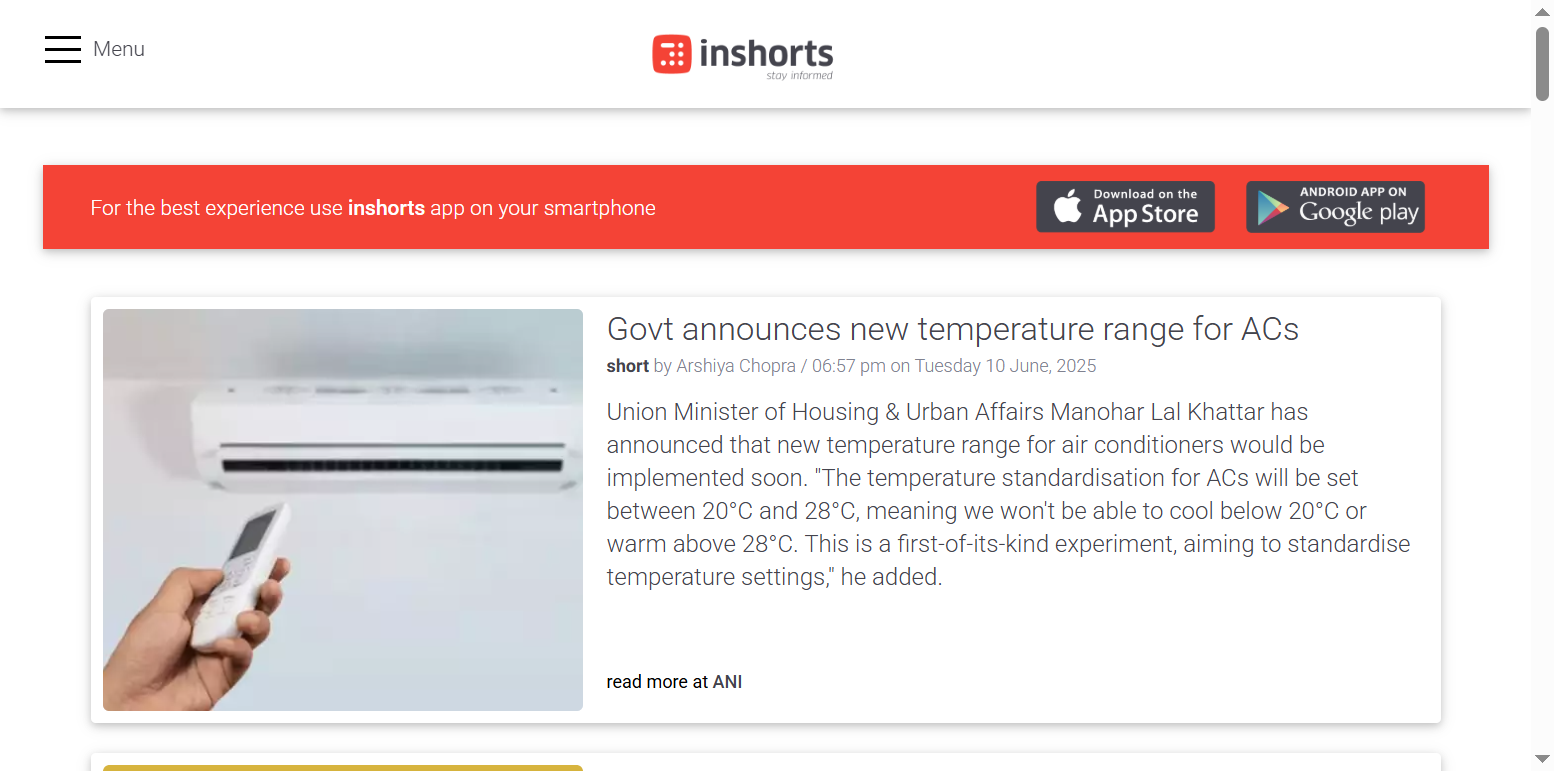 Menu
inshorts
stay informed
For the best experience use inshorts app on your smartphone
Download on the
App Store
ANDROID APP ON
Google play
Govt announces new temperature range for ACs
short by Arshiya Chopra / 06:57 pm on Tuesday 10 June, 2025
Union Minister of Housing & Urban Affairs Manohar Lal Khattar has
announced that new temperature range for air conditioners would be
implemented soon. "The temperature standardisation for ACs will be set
between 20°C and 28°C, meaning we won't be able to cool below 20°C or
warm above 28°C. This is a first-of-its-kind experiment, aiming to standardise
temperature settings," he added.
read more at ANI